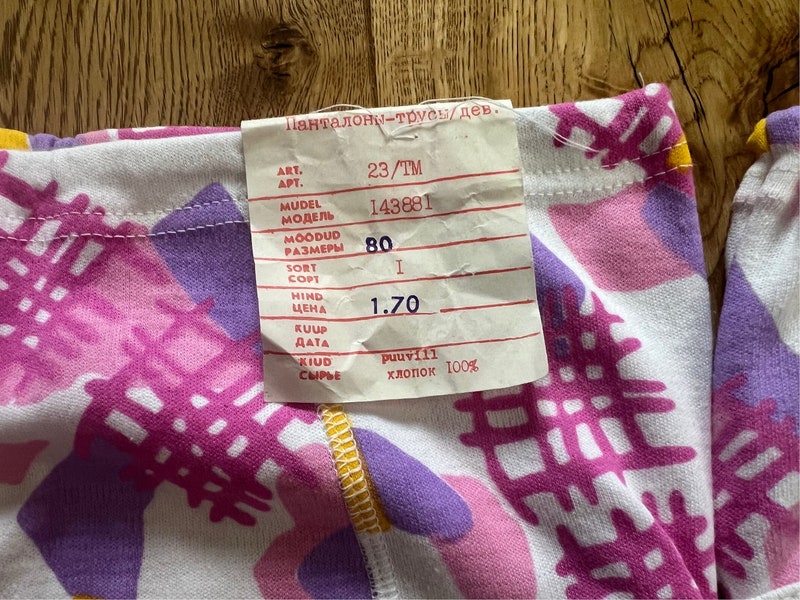 Панталоны-трусы/дев.
ART. 23/TM
АРТ.
MUDEL 143881
МОДЕЛЬ
MÕÕDUD 80
РАЗМЕРЫ
SORT I
СОРТ
HIND 1.70
ЦЕНА
KUUP
ДАТА
KIUD puuvill
СЫРЬЕ хлопок 100%